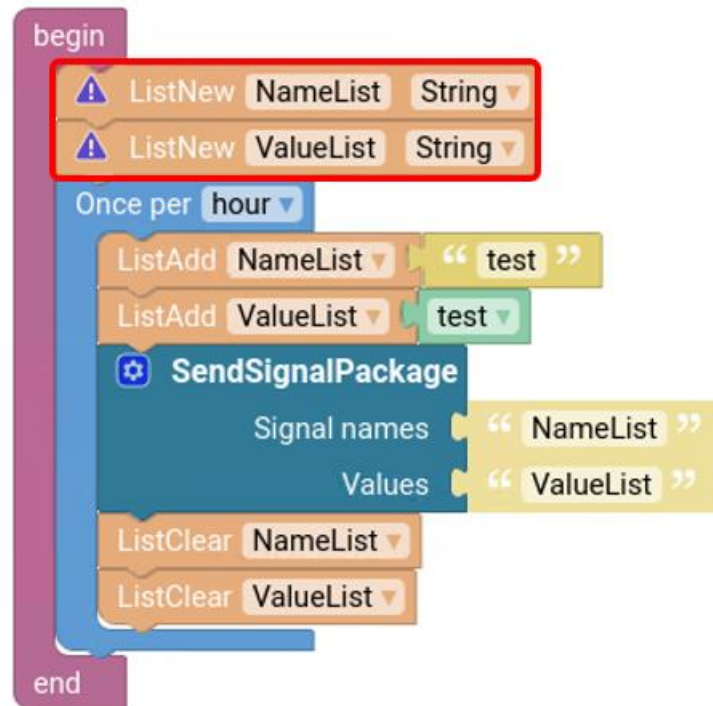 begin
ListNew NameList String
ListNew ValueList String
Once per hour
ListAdd NameList “ test ”
ListAdd ValueList test
SendSignalPackage
Signal names “ NameList ”
Values “ ValueList ”
ListClear NameList
ListClear ValueList
end